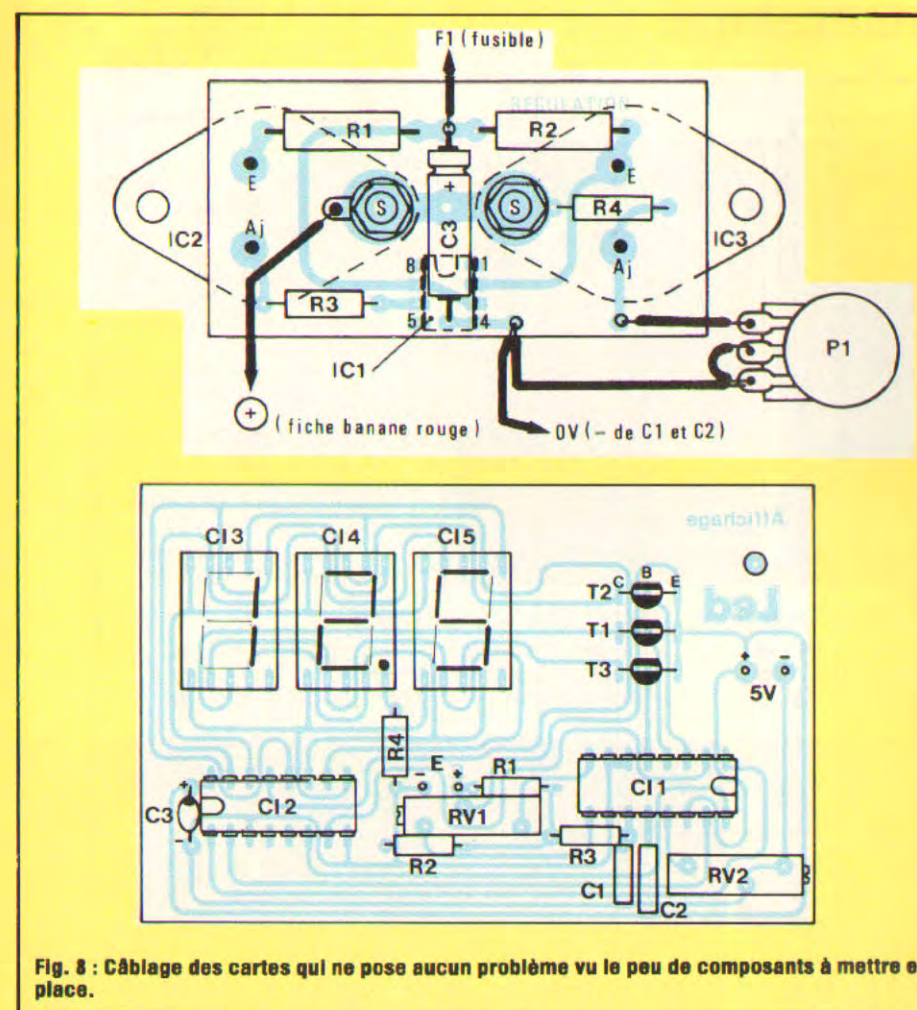 F1 (fusible)
REGULATION
R1
R2
E
E
S
+
C3
S
R4
IC2
IC3
Aj
Aj
8
1
R3
5
4
P1
IC1
+
(fiche banane rouge)
0V (– de C1 et C2)
Affichage
CI3
CI4
CI5
T2
C
B
E
Led
T1
T3
+
–
5V
R4
E
–
+
R1
+
C3
–
CI2
RV1
CI1
R2
R3
C1
C2
RV2
Fig. 8 : Câblage des cartes qui ne pose aucun problème vu le peu de composants à mettre e
place.